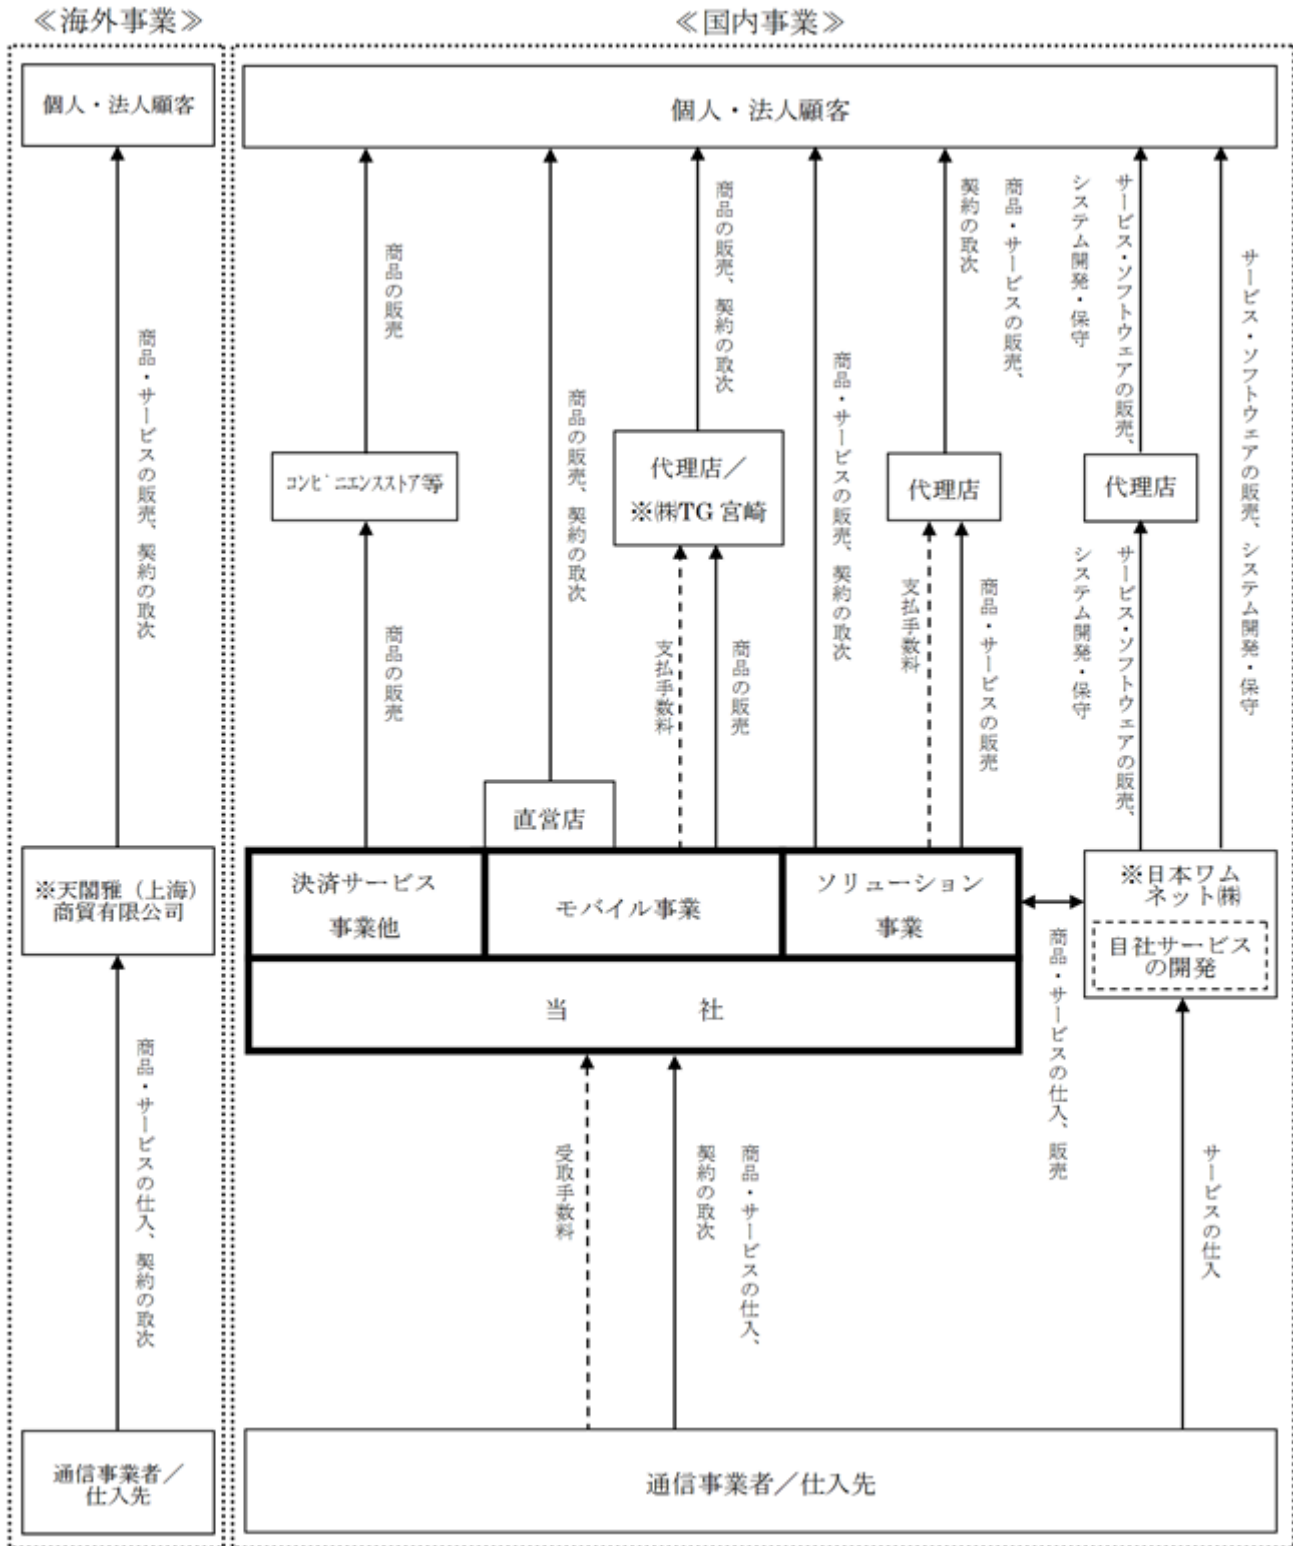 ≪海外事業≫
≪国内事業≫
個人・法人顧客
個人・法人顧客
商品の販売
商品の販売、契約の取次
商品の販売、契約の取次
商品・サービスの販売、契約の取次
商品・サービスの販売、
契約の取次
サービス・ソフトウェアの販売、
システム開発・保守
サービス・ソフトウェアの販売、システム開発・保守
商品・サービスの販売、契約の取次
コンビニエンスストア等
代理店／
※㈱TG 宮崎
代理店
代理店
商品の販売
支払手数料
商品の販売
支払手数料
商品・サービスの販売
サービス・ソフトウェアの販売、
システム開発・保守
直営店
※天閣雅（上海）
商貿有限公司
決済サービス
事業他
モバイル事業
ソリューション
事業
※日本ワム
ネット㈱
自社サービス
の開発
当　社
商品・サービスの仕入、販売
商品・サービスの仕入、契約の取次
受取手数料
商品・サービスの仕入、
契約の取次
サービスの仕入
通信事業者／
仕入先
通信事業者／仕入先